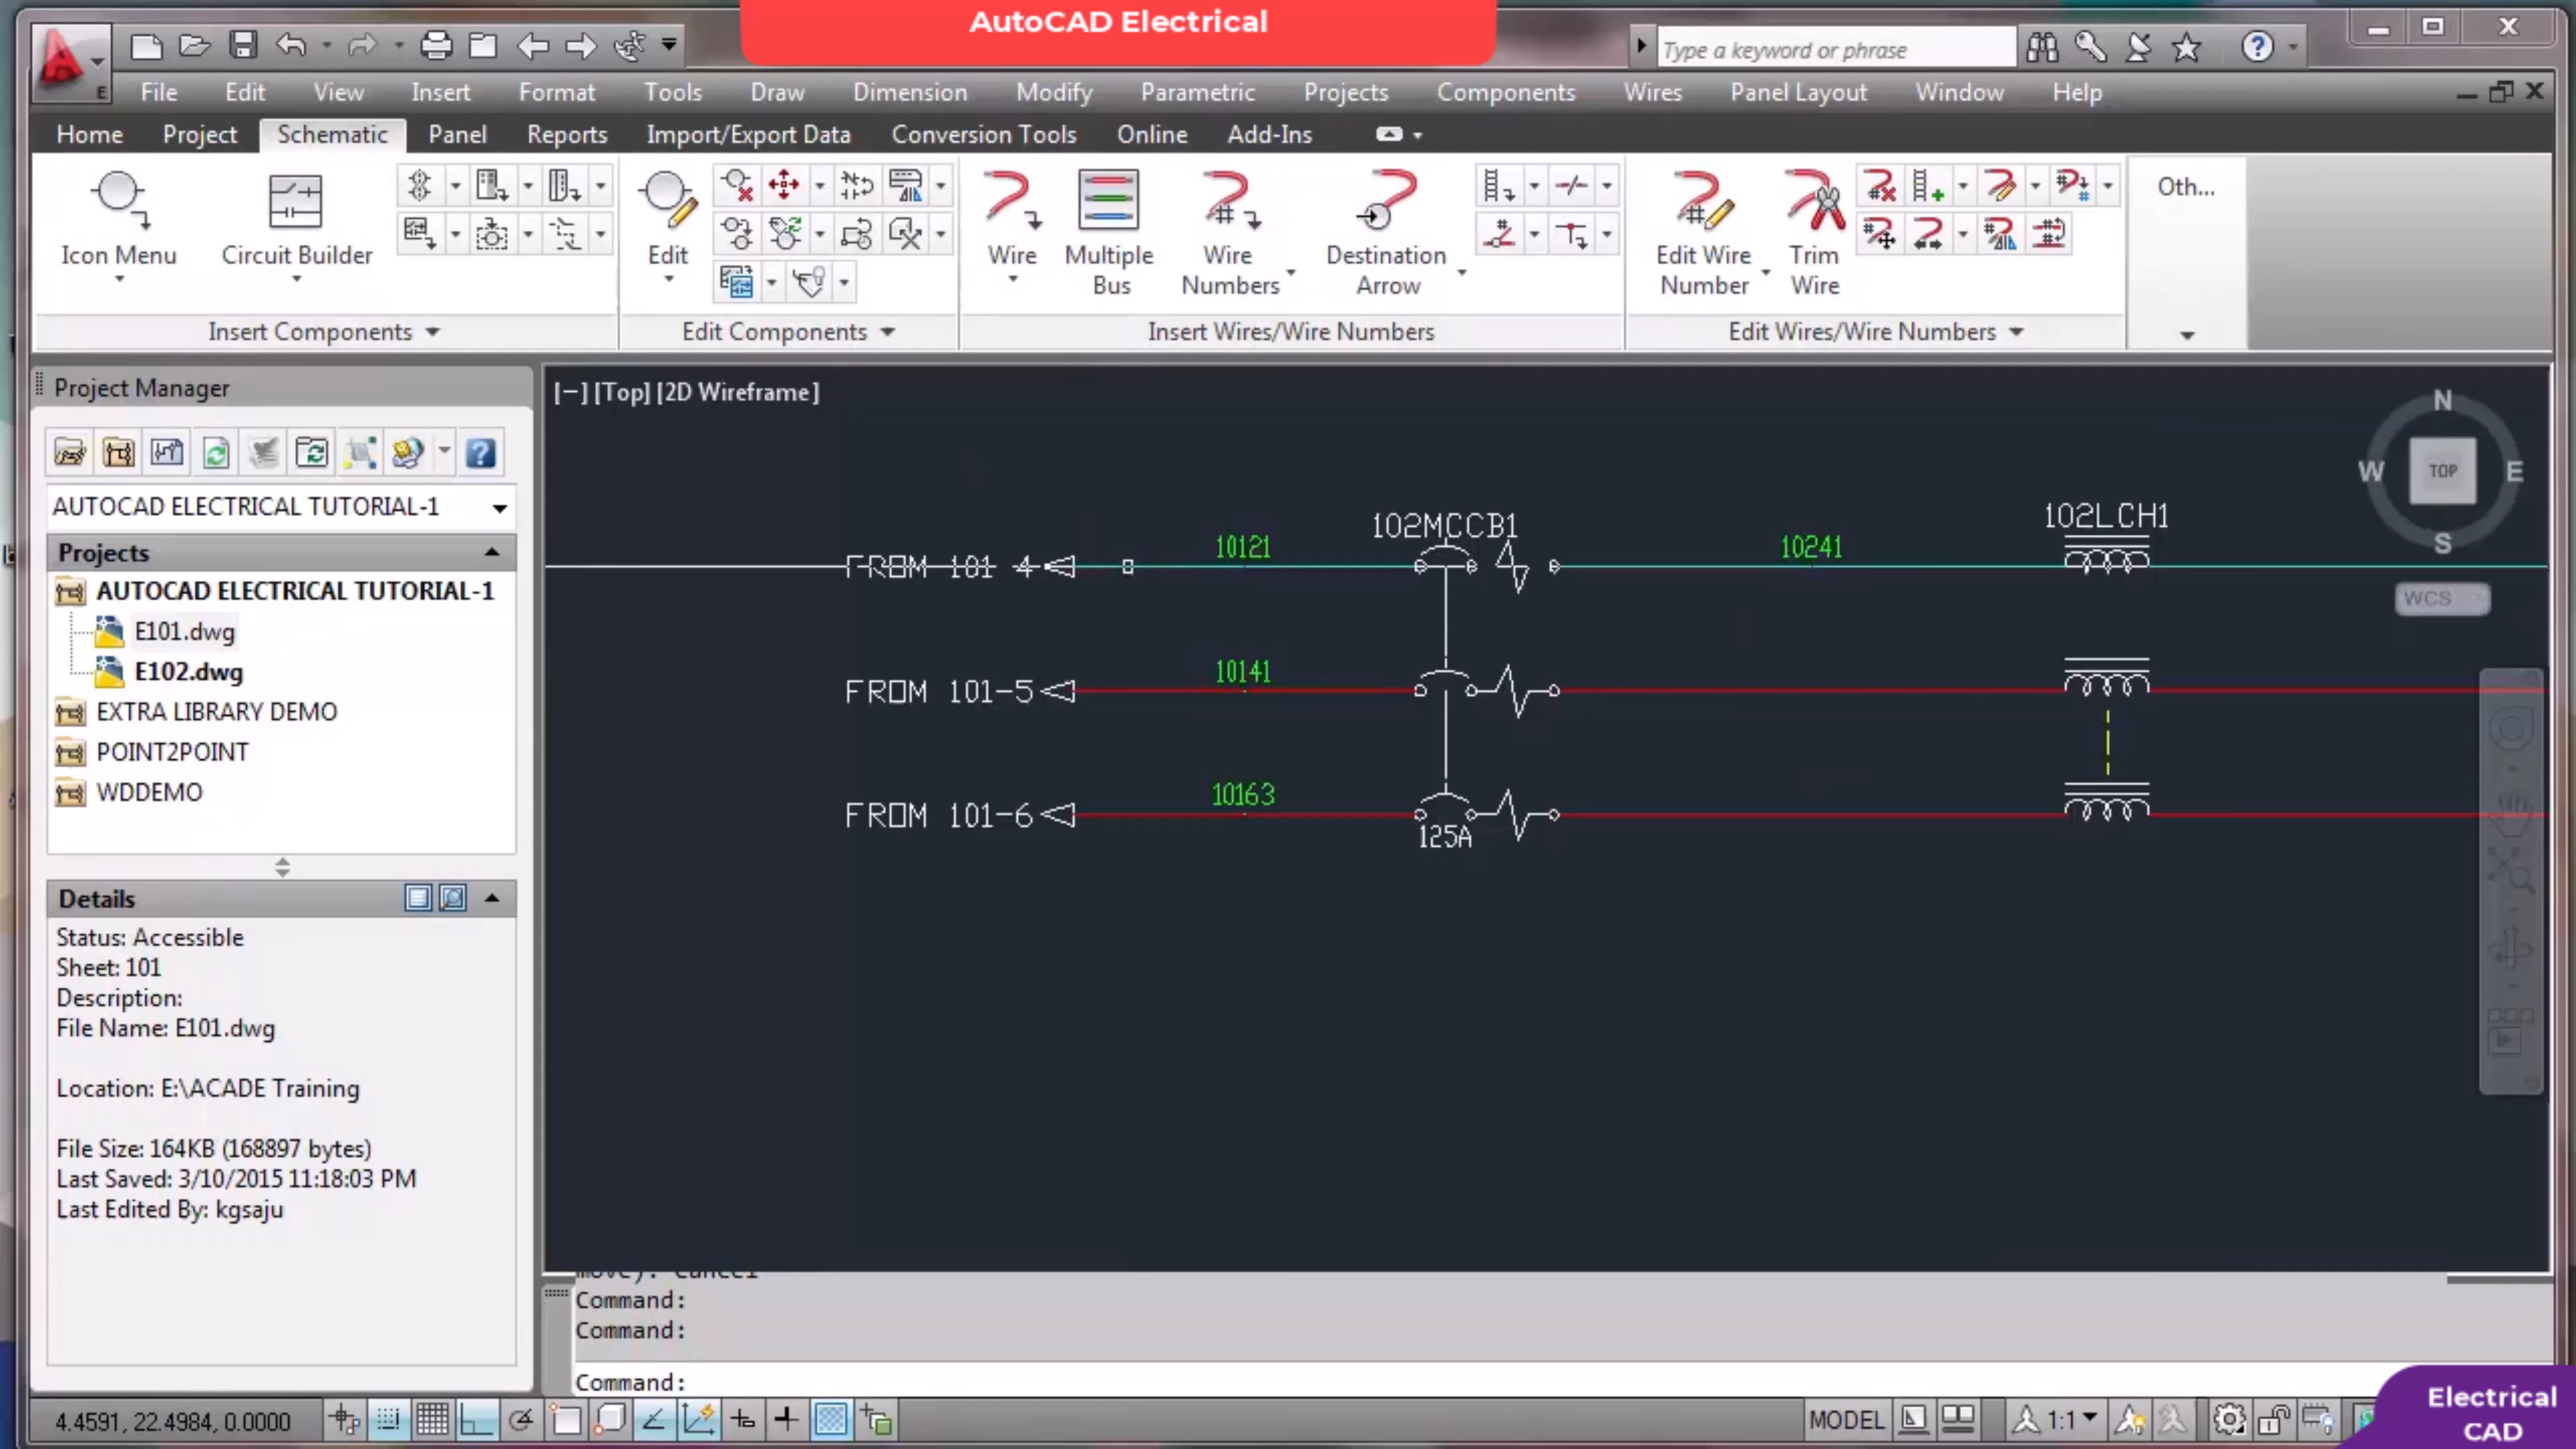 AutoCAD Electrical
Type a keyword or phrase
File Edit View Insert Format Tools Draw Dimension Modify Parametric Projects Components Wires Panel Layout Window Help
Home Project Schematic Panel Reports Import/Export Data Conversion Tools Online Add-Ins
Icon Menu
Circuit Builder
Edit
Wire
Multiple Bus
Wire Numbers
Destination Arrow
Edit Wire Number
Trim Wire
Oth...
Insert Components
Edit Components
Insert Wires/Wire Numbers
Edit Wires/Wire Numbers
Project Manager
AUTOCAD ELECTRICAL TUTORIAL-1
Projects
AUTOCAD ELECTRICAL TUTORIAL-1
E101.dwg
E102.dwg
EXTRA LIBRARY DEMO
POINT2POINT
WDDEMO
Details
Status: Accessible
Sheet: 101
Description:
File Name: E101.dwg
Location: E:\ACADE Training
File Size: 164KB (168897 bytes)
Last Saved: 3/10/2015 11:18:03 PM
Last Edited By: kgsaju
[−] [Top] [2D Wireframe]
N
W TOP E
S
WCS
102MCCB1
102LCH1
FROM 101-4
10121
10241
FROM 101-5
10141
FROM 101-6
10163
125A
move): *Cancel*
Command:
Command:
Command:
4.4591, 22.4984, 0.0000
MODEL
1:1
Electrical
CAD